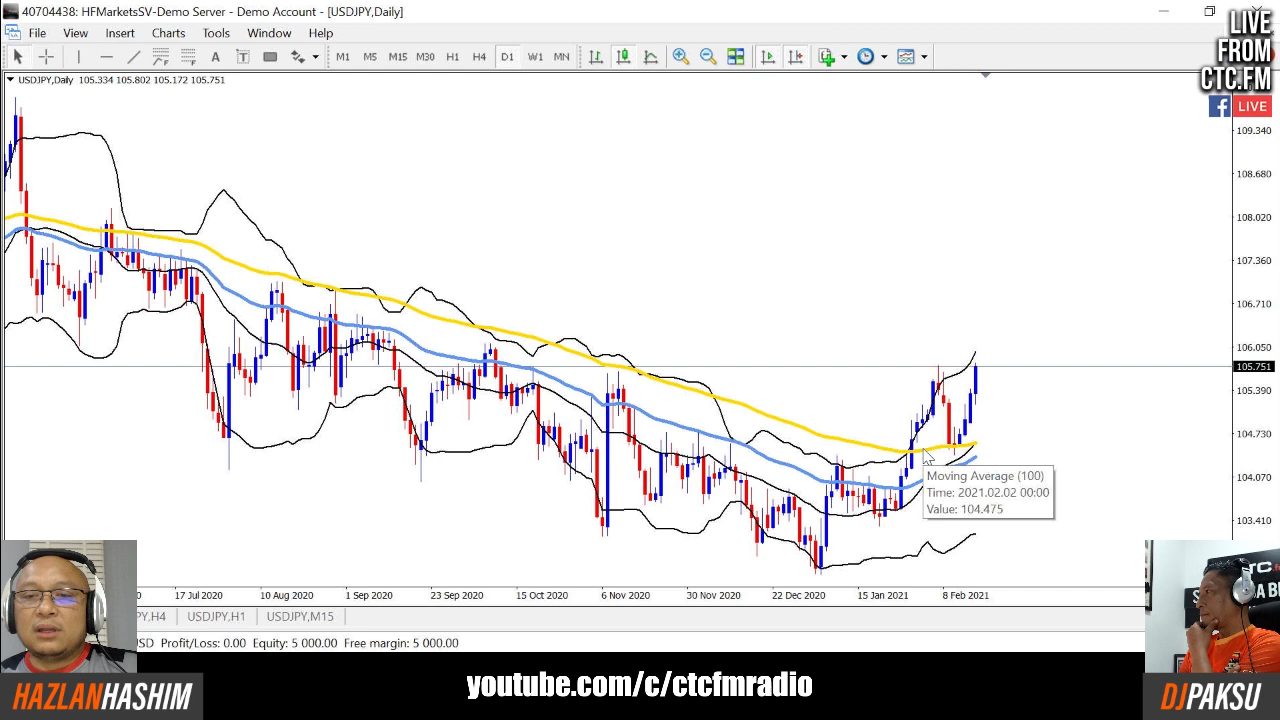 40704438: HFMarketsSV-Demo Server - Demo Account - [USDJPY,Daily]
File View Insert Charts Tools Window Help
M1 M5 M15 M30 H1 H4 D1 W1 MN
LIVE
FROM
CTC.FM
f LIVE
USDJPY,Daily 105.334 105.802 105.172 105.751
109.340
108.680
108.020
107.360
106.710
106.050
105.751
105.390
104.730
104.070
103.410
Moving Average (100)
Time: 2021.02.02 00:00
Value: 104.475
17 Jul 2020 10 Aug 2020 1 Sep 2020 23 Sep 2020 15 Oct 2020 6 Nov 2020 30 Nov 2020 22 Dec 2020 15 Jan 2021 8 Feb 2021
USDJPY,H1 USDJPY,M15
Profit/Loss: 0.00 Equity: 5 000.00 Free margin: 5 000.00
HAZLANHASHIM
youtube.com/c/ctcfmradio
DJPAKSU